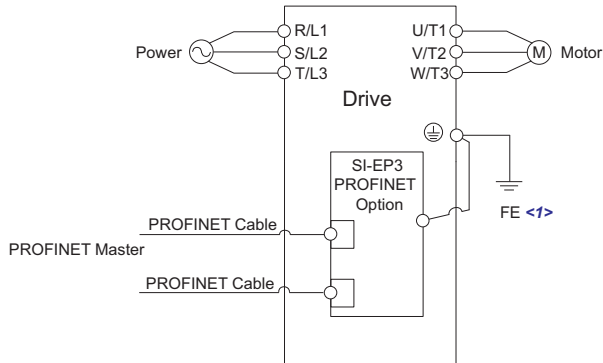 R/L1
U/T1
Power
S/L2
V/T2
M
Motor
T/L3
W/T3
Drive
SI-EP3
PROFINET
Option
FE <1>
PROFINET Cable
PROFINET Master
PROFINET Cable